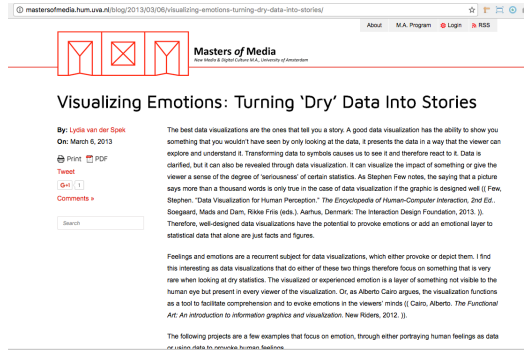 mastersofmedia.hum.uva.nl/blog/2013/03/06/visualizing-emotions-turning-dry-data-into-stories/
About M.A. Program Login RSS
Masters of Media
New Media & Digital Culture M.A., University of Amsterdam
Visualizing Emotions: Turning ‘Dry’ Data Into Stories
By: Lydia van der Spek
On: March 6, 2013
Print PDF
Tweet
G+1 1
Comments »
Search
The best data visualizations are the ones that tell you a story. A good data visualization has the ability to show you
something that you wouldn't have seen by only looking at the data, it presents the data in a way that the viewer can
explore and understand it. Transforming data to symbols causes us to see it and therefore react to it. Data is
clarified, but it can also be revealed through data visualization. It can visualize the impact of something or give the
viewer a sense of the degree of 'seriousness' of certain statistics. As Stephen Few notes, the saying that a picture
says more than a thousand words is only true in the case of data visualization if the graphic is designed well (( Few,
Stephen. “Data Visualization for Human Perception.” The Encyclopedia of Human-Computer Interaction, 2nd Ed..
Soegaard, Mads and Dam, Rikke Friis (eds.). Aarhus, Denmark: The Interaction Design Foundation, 2013. )).
Therefore, well-designed data visualizations have the potential to provoke emotions or add an emotional layer to
statistical data that alone are just facts and figures.
Feelings and emotions are a recurrent subject for data visualizations, which either provoke or depict them. I find
this interesting as data visualizations that do either of these two things therefore focus on something that is very
rare when looking at dry statistics. The visualized or experienced emotion is a layer of something not visible to the
human eye but present in every viewer of the visualization. Or, as Alberto Cairo argues, the visualization functions
as a tool to facilitate comprehension and to evoke emotions in the viewers' minds (( Cairo, Alberto. The Functional
Art: An introduction to information graphics and visualization. New Riders, 2012. )).
The following projects are a few examples that focus on emotion, through either portraying human feelings as data
or using data to provoke human feelings.